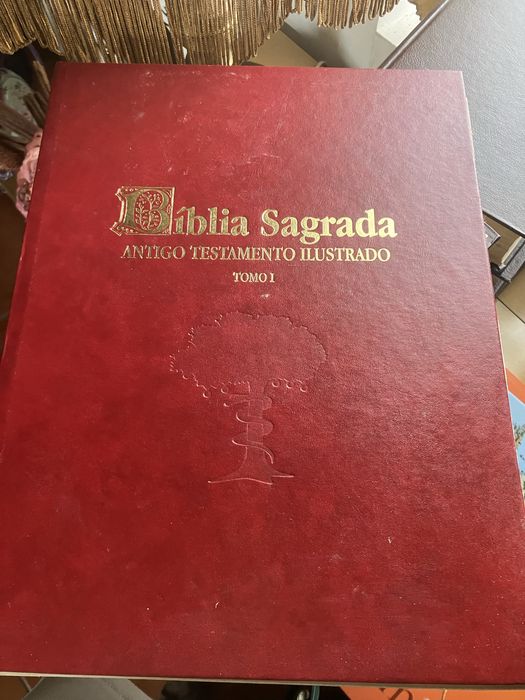 Bíblia Sagrada
ANTIGO TESTAMENTO ILUSTRADO
TOMO I